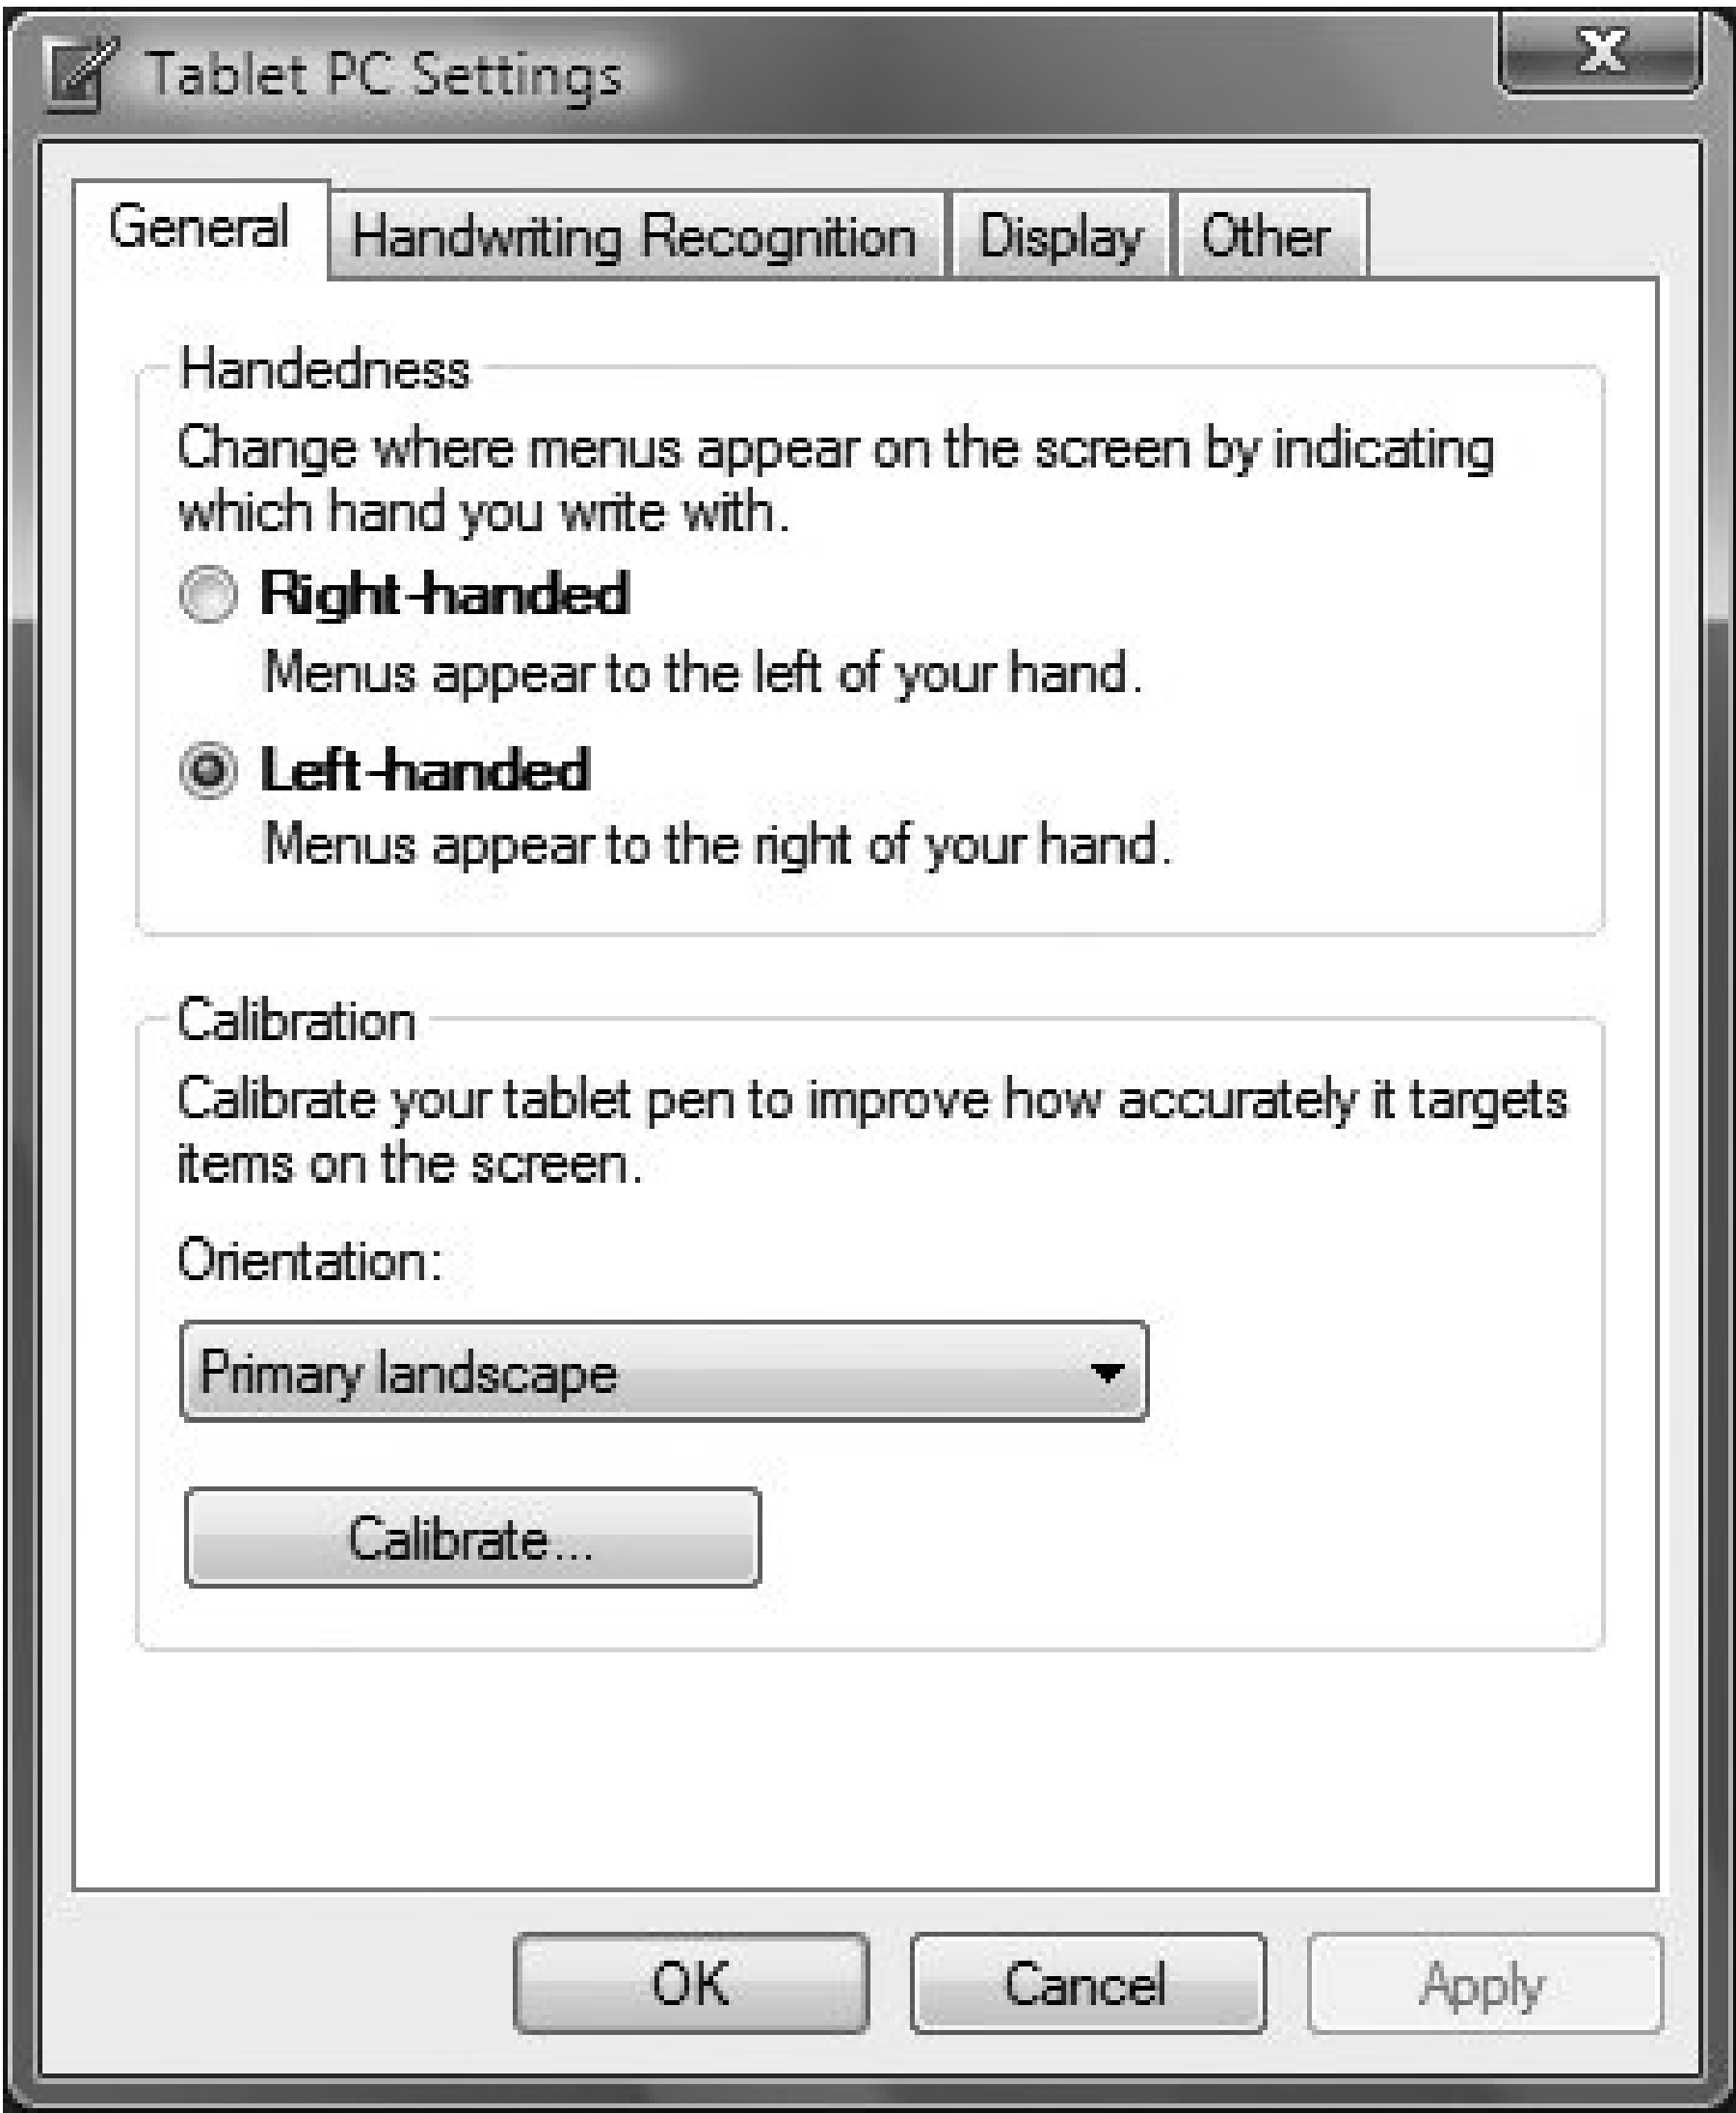 Tablet PC Settings
General Handwriting Recognition Display Other
Handedness
Change where menus appear on the screen by indicating
which hand you write with.
Right-handed
Menus appear to the left of your hand.
Left-handed
Menus appear to the right of your hand.
Calibration
Calibrate your tablet pen to improve how accurately it targets
items on the screen.
Orientation:
Primary landscape
Calibrate...
OK Cancel Apply